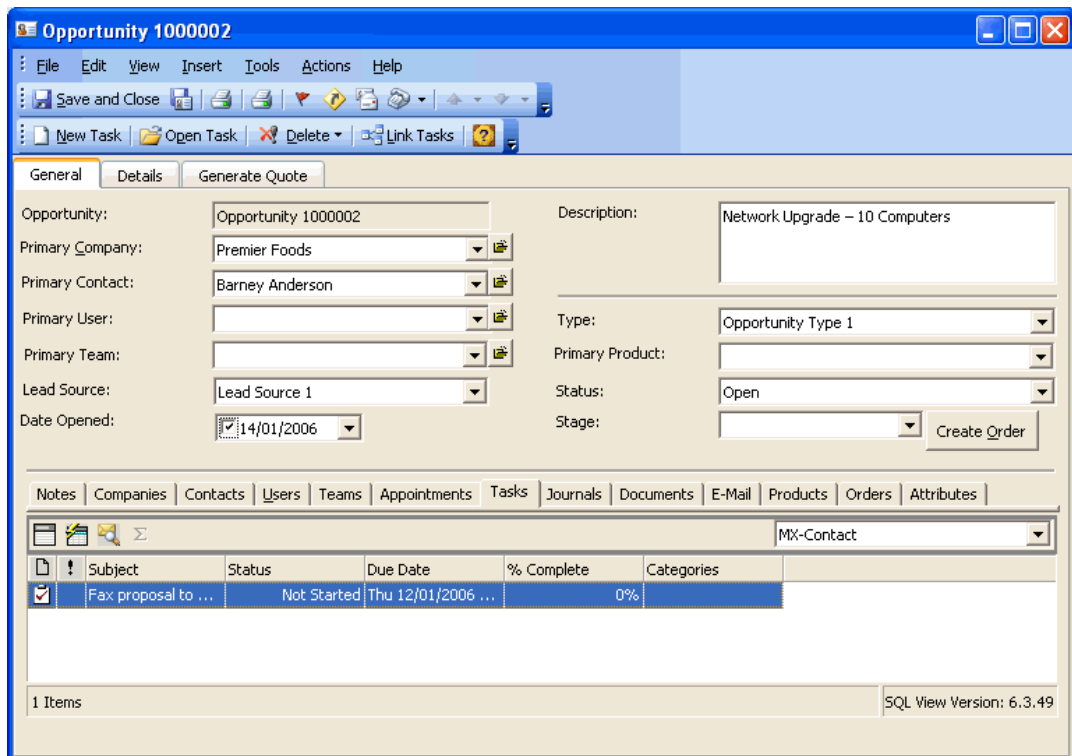 Opportunity 1000002
File Edit View Insert Tools Actions Help
Save and Close
New Task Open Task Delete Link Tasks
General Details Generate Quote
Opportunity: Opportunity 1000002
Description: Network Upgrade – 10 Computers
Primary Company: Premier Foods
Primary Contact: Barney Anderson
Primary User:
Type: Opportunity Type 1
Primary Team:
Primary Product:
Lead Source: Lead Source 1
Status: Open
Date Opened: 14/01/2006
Stage:
Create Order
Notes Companies Contacts Users Teams Appointments Tasks Journals Documents E-Mail Products Orders Attributes
Σ MX-Contact
! Subject Status Due Date % Complete Categories
Fax proposal to ... Not Started Thu 12/01/2006 ... 0%
1 Items SQL View Version: 6.3.49